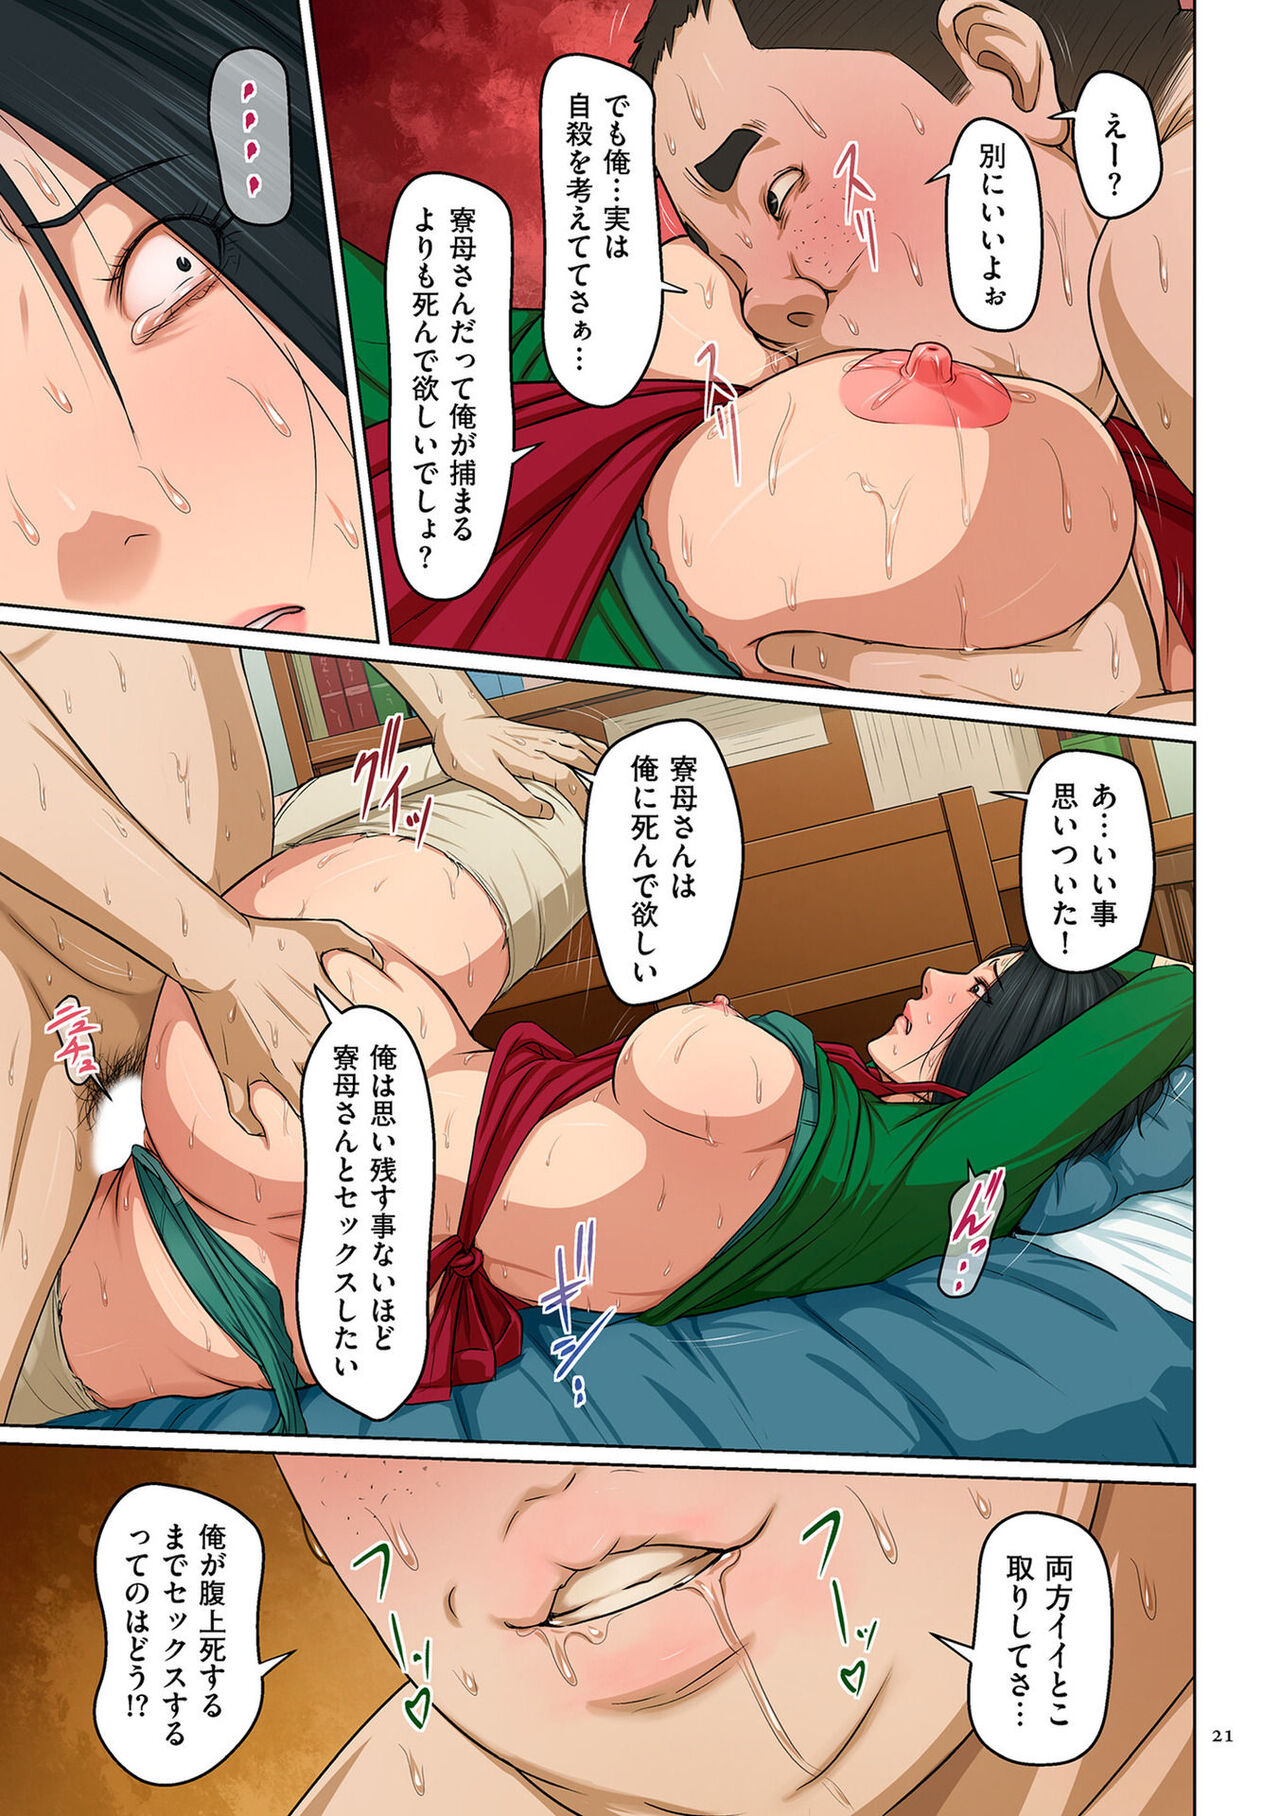 えー？
別にいいよぉ
スッ
スッ
でも俺…実は
自殺を考えててさぁ…
寮母さんだって俺が捕まる
よりも死んで欲しいでしょ？
・・・・
あ…いい事
思いついた！
寮母さんは
俺に死んで欲しい
グイッ
ニュチュ
俺は思い残す事ないほど
寮母さんとセックスしたい
んっ…
ギシ…
両方イイとこ
取りしてさ…
フー
フー
俺が腹上死する
までセックスする
ってのはどう!?
21